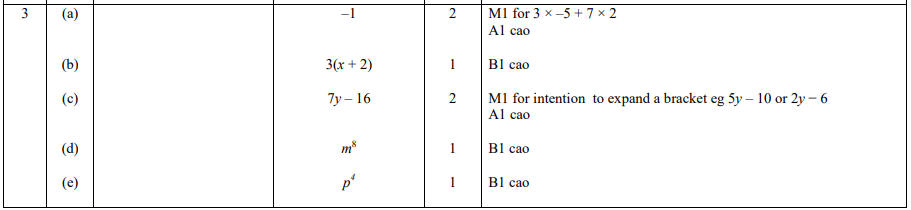 3 (a) –1 2 M1 for 3 × –5 + 7 × 2
A1 cao
(b) 3(x + 2) 1 B1 cao
(c) 7y – 16 2 M1 for intention to expand a bracket eg 5y – 10 or 2y – 6
A1 cao
(d) m⁸ 1 B1 cao
(e) p⁴ 1 B1 cao